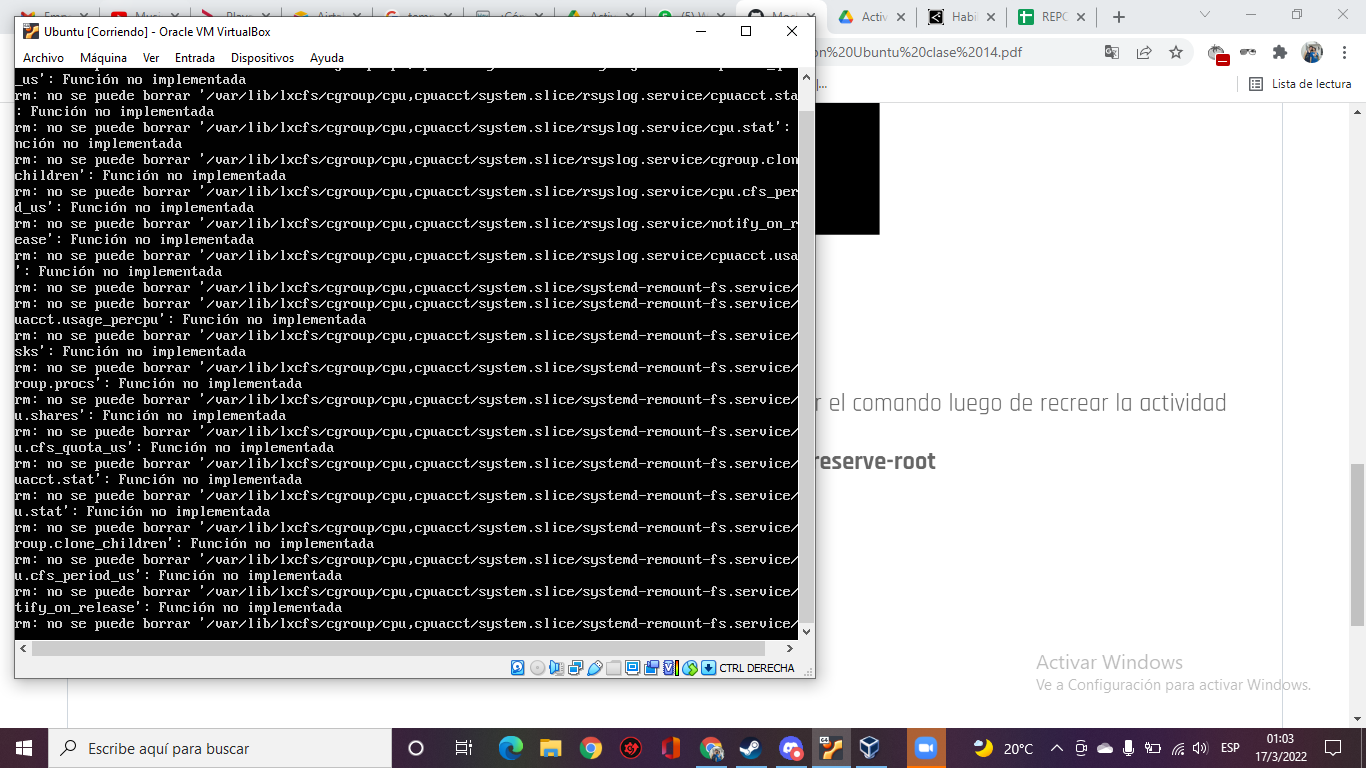 Activ
Habi
REPC
Ubuntu [Corriendo] - Oracle VM VirtualBox
on%20Ubuntu%20clase%2014.pdf
Archivo Máquina Ver Entrada Dispositivos Ayuda
Lista de lectura
_us': Función no implementada
rm: no se puede borrar '/var/lib/lxcfs/cgroup/cpu,cpuacct/system.slice/rsyslog.service/cpuacct.sta
: Función no implementada
rm: no se puede borrar '/var/lib/lxcfs/cgroup/cpu,cpuacct/system.slice/rsyslog.service/cpu.stat':
nción no implementada
rm: no se puede borrar '/var/lib/lxcfs/cgroup/cpu,cpuacct/system.slice/rsyslog.service/cgroup.clon
children': Función no implementada
rm: no se puede borrar '/var/lib/lxcfs/cgroup/cpu,cpuacct/system.slice/rsyslog.service/cpu.cfs_per
d_us': Función no implementada
rm: no se puede borrar '/var/lib/lxcfs/cgroup/cpu,cpuacct/system.slice/rsyslog.service/notify_on_r
ease': Función no implementada
rm: no se puede borrar '/var/lib/lxcfs/cgroup/cpu,cpuacct/system.slice/rsyslog.service/cpuacct.usa
': Función no implementada
rm: no se puede borrar '/var/lib/lxcfs/cgroup/cpu,cpuacct/system.slice/systemd-remount-fs.service/
rm: no se puede borrar '/var/lib/lxcfs/cgroup/cpu,cpuacct/system.slice/systemd-remount-fs.service/
uacct.usage_percpu': Función no implementada
rm: no se puede borrar '/var/lib/lxcfs/cgroup/cpu,cpuacct/system.slice/systemd-remount-fs.service/
sks': Función no implementada
rm: no se puede borrar '/var/lib/lxcfs/cgroup/cpu,cpuacct/system.slice/systemd-remount-fs.service/
roup.procs': Función no implementada
rm: no se puede borrar '/var/lib/lxcfs/cgroup/cpu,cpuacct/system.slice/systemd-remount-fs.service/
u.shares': Función no implementada
rm: no se puede borrar '/var/lib/lxcfs/cgroup/cpu,cpuacct/system.slice/systemd-remount-fs.service/
u.cfs_quota_us': Función no implementada
rm: no se puede borrar '/var/lib/lxcfs/cgroup/cpu,cpuacct/system.slice/systemd-remount-fs.service/
uacct.stat': Función no implementada
rm: no se puede borrar '/var/lib/lxcfs/cgroup/cpu,cpuacct/system.slice/systemd-remount-fs.service/
u.stat': Función no implementada
rm: no se puede borrar '/var/lib/lxcfs/cgroup/cpu,cpuacct/system.slice/systemd-remount-fs.service/
roup.clone_children': Función no implementada
rm: no se puede borrar '/var/lib/lxcfs/cgroup/cpu,cpuacct/system.slice/systemd-remount-fs.service/
u.cfs_period_us': Función no implementada
rm: no se puede borrar '/var/lib/lxcfs/cgroup/cpu,cpuacct/system.slice/systemd-remount-fs.service/
tify_on_release': Función no implementada
rm: no se puede borrar '/var/lib/lxcfs/cgroup/cpu,cpuacct/system.slice/systemd-remount-fs.service/
CTRL DERECHA
r el comando luego de recrear la actividad
reserve-root
Activar Windows
Ve a Configuración para activar Windows.
Escribe aquí para buscar
20°C
ESP
01:03
17/3/2022